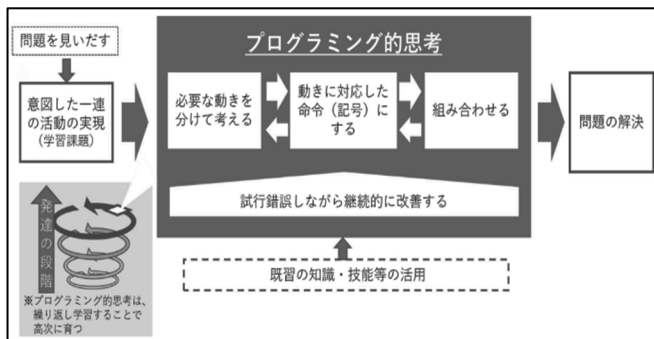 問題を見いだす
意図した一連
の活動の実現
(学習課題)
プログラミング的思考
必要な動きを
分けて考える
動きに対応した
命令（記号）に
する
組み合わせる
試行錯誤しながら継続的に改善する
問題の解決
既習の知識・技能等の活用
発達の段階
※プログラミング的思考は、
繰り返し学習することで
高次に育つ